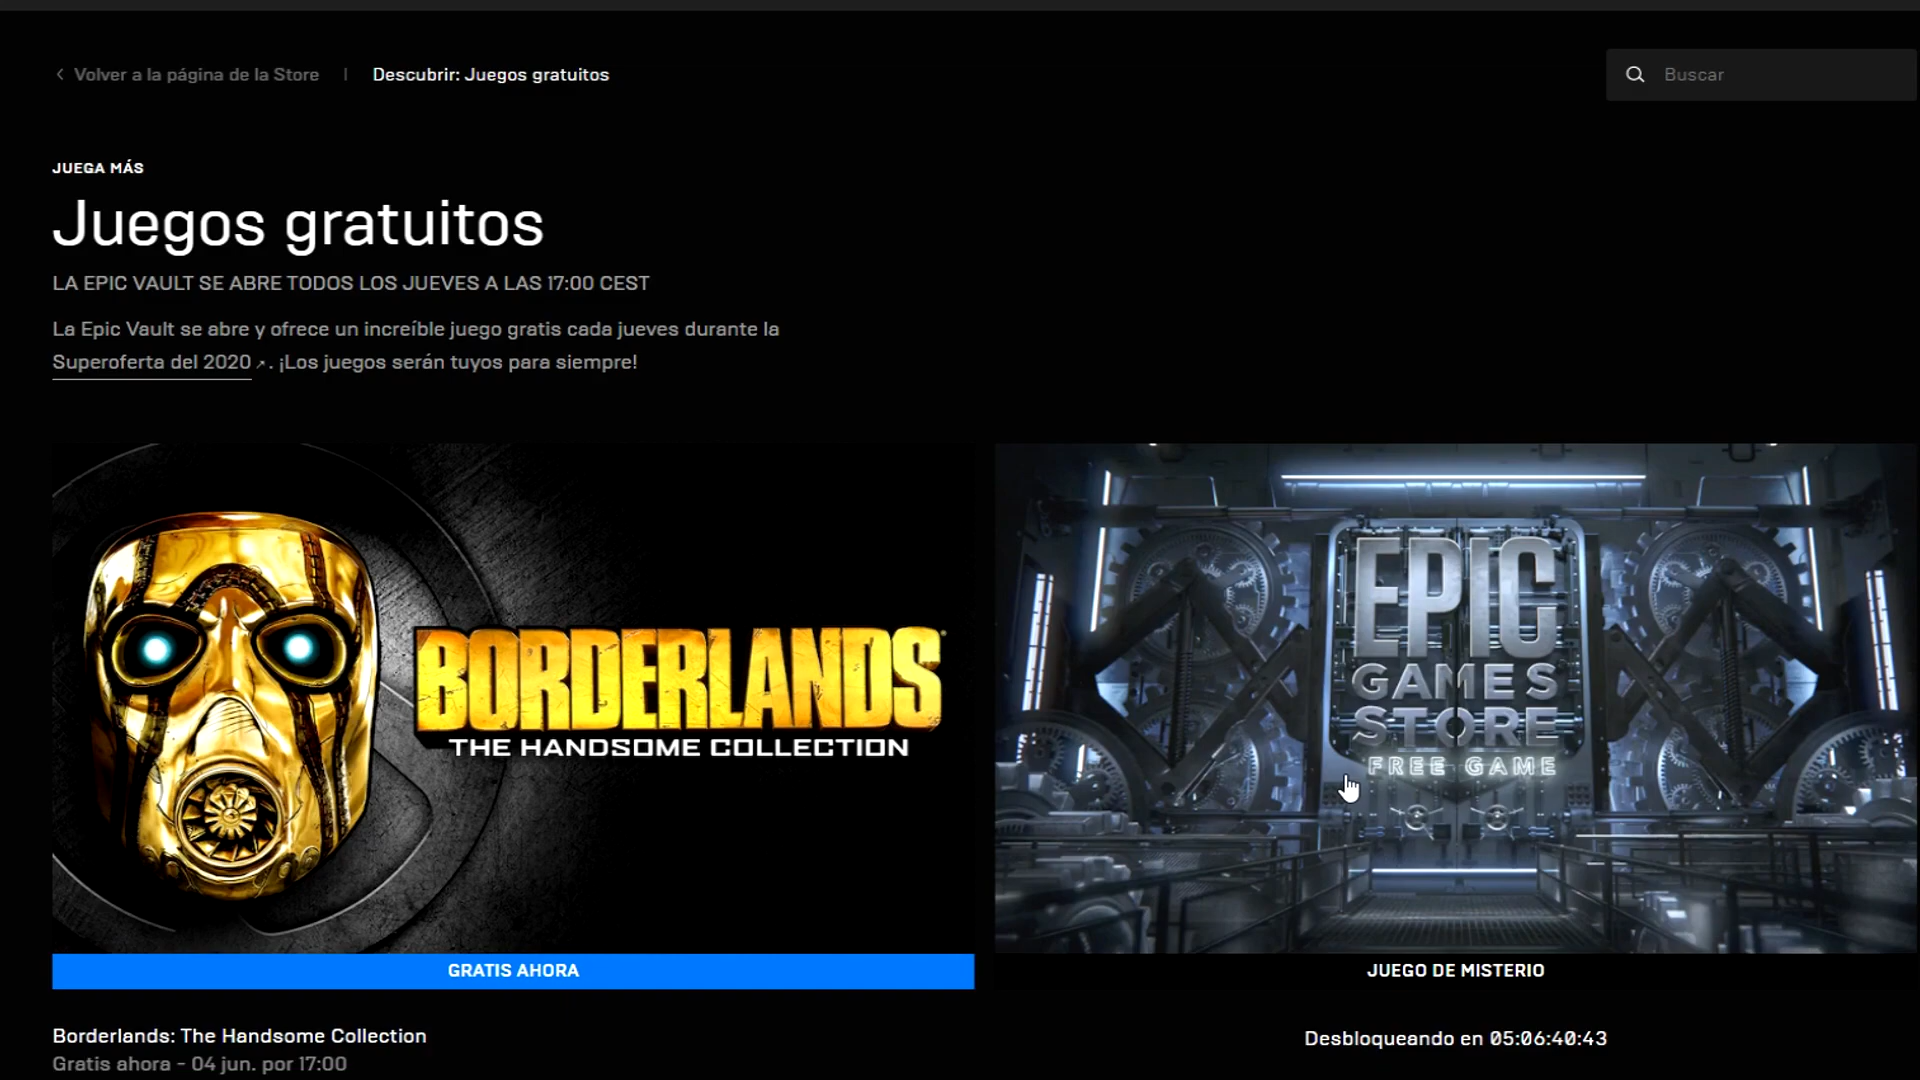 Volver a la página de la Store
Descubrir: Juegos gratuitos
Buscar
JUEGA MÁS
Juegos gratuitos
LA EPIC VAULT SE ABRE TODOS LOS JUEVES A LAS 17:00 CEST
La Epic Vault se abre y ofrece un increíble juego gratis cada jueves durante la
Superoferta del 2020 . ¡Los juegos serán tuyos para siempre!
BORDERLANDS
THE HANDSOME COLLECTION
GRATIS AHORA
Borderlands: The Handsome Collection
Gratis ahora - 04 jun. por 17:00
EPIC
GAMES
STORE
FREE GAME
JUEGO DE MISTERIO
Desbloqueando en 05:06:40:43